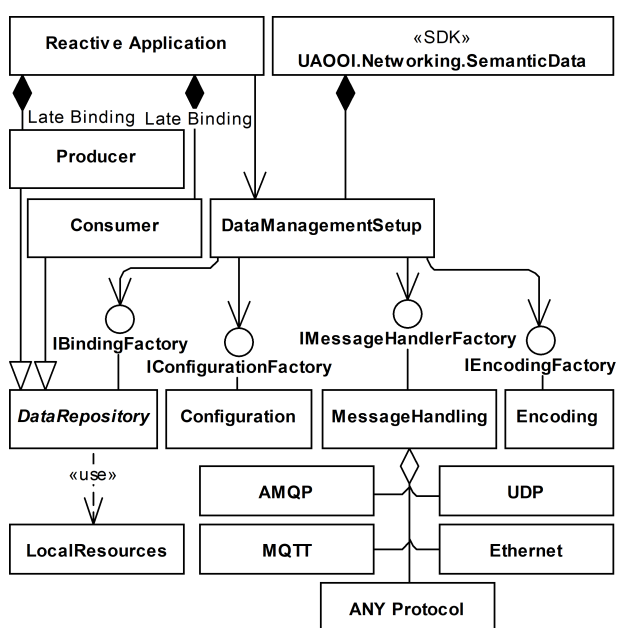 Reactive Application
«SDK»
UAOOI.Networking.SemanticData
Late Binding
Late Binding
Producer
Consumer
DataManagementSetup
IBindingFactory
IConfigurationFactory
IMessageHandlerFactory
IEncodingFactory
DataRepository
Configuration
MessageHandling
Encoding
«use»
AMQP
UDP
LocalResources
MQTT
Ethernet
ANY Protocol